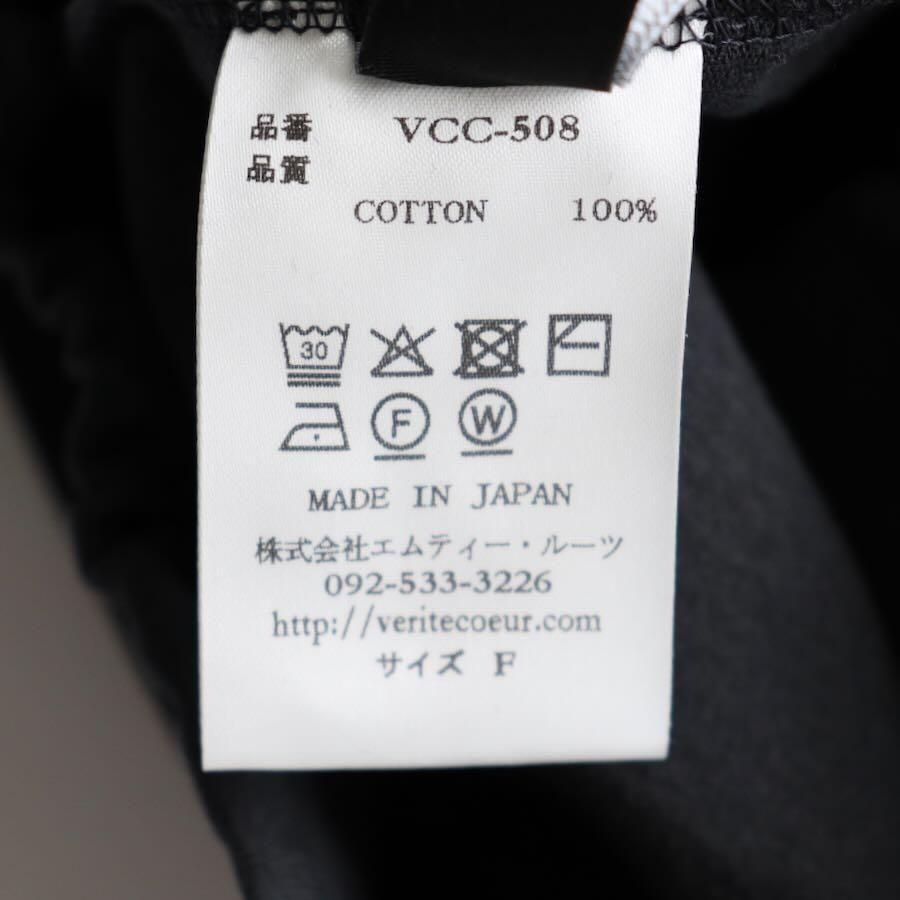 品番 VCC-508
品質
COTTON 100%
30
F W
MADE IN JAPAN
株式会社エムティー・ルーツ
092-533-3226
http://veritecoeur.com
サイズ F